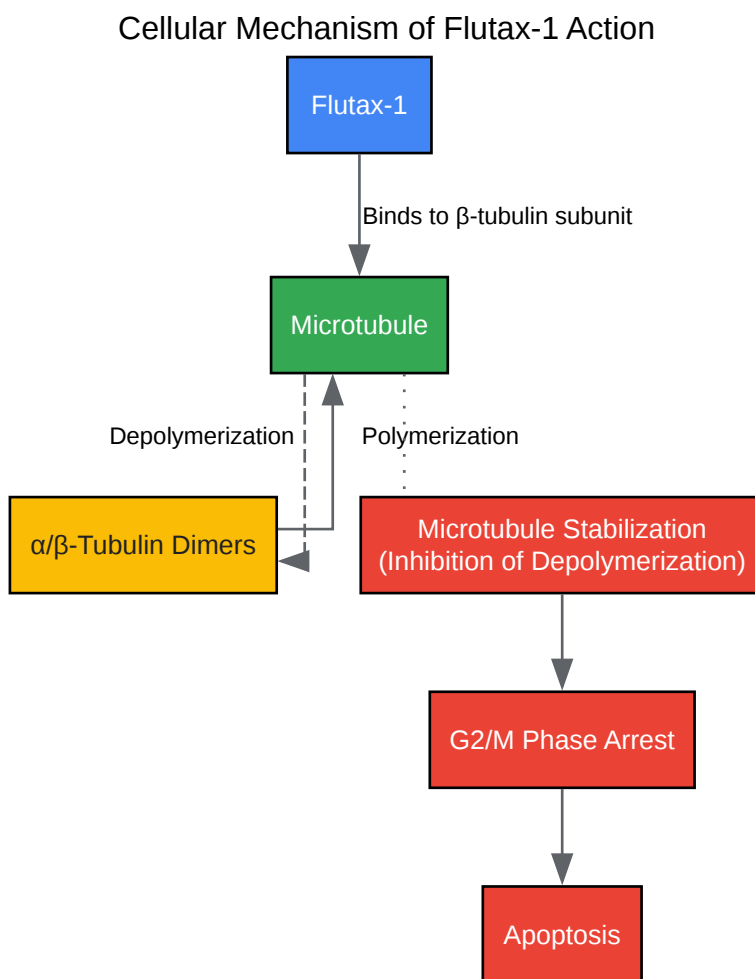 Cellular Mechanism of Flutax-1 Action
Flutax-1
Binds to β-tubulin subunit
Microtubule
Depolymerization
Polymerization
α/β-Tubulin Dimers
Microtubule Stabilization
(Inhibition of Depolymerization)
G2/M Phase Arrest
Apoptosis